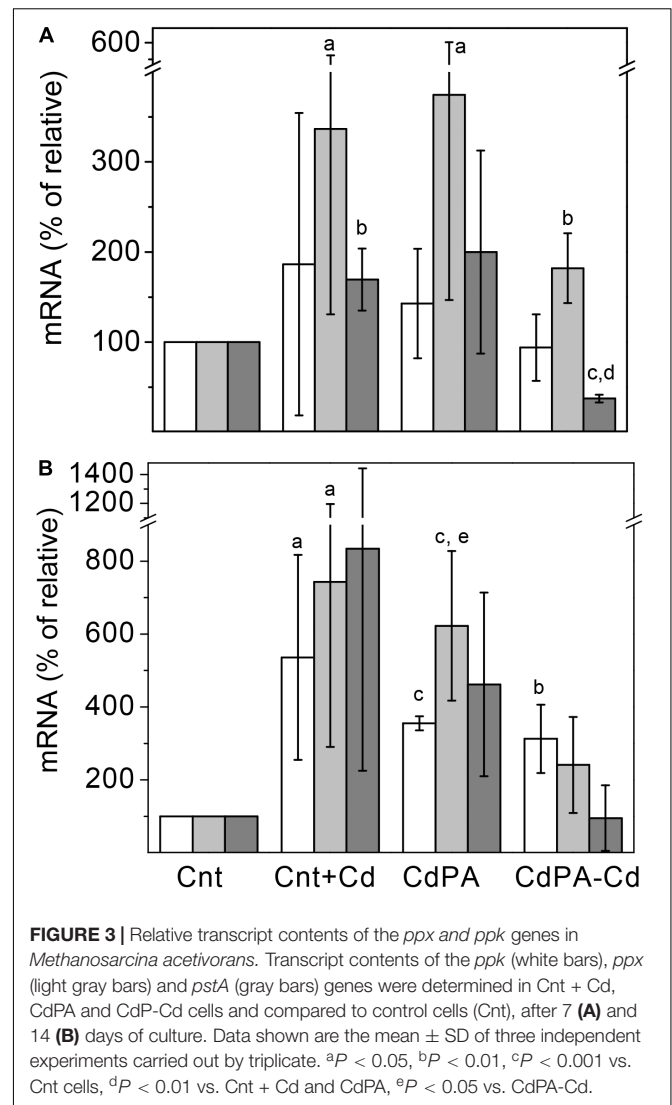 A
600
300
200
100
mRNA (% of relative)
a
b
a
b
c,d
B
1400
1200
800
600
400
200
mRNA (% of relative)
a
a
c
c, e
b
Cnt Cnt+Cd CdPA CdPA-Cd
FIGURE 3 | Relative transcript contents of the ppx and ppk genes in
Methanosarcina acetivorans. Transcript contents of the ppk (white bars), ppx
(light gray bars) and pstA (gray bars) genes were determined in Cnt + Cd,
CdPA and CdP-Cd cells and compared to control cells (Cnt), after 7 (A) and
14 (B) days of culture. Data shown are the mean ± SD of three independent
experiments carried out by triplicate. aP < 0.05, bP < 0.01, cP < 0.001 vs.
Cnt cells, dP < 0.01 vs. Cnt + Cd and CdPA, eP < 0.05 vs. CdPA-Cd.